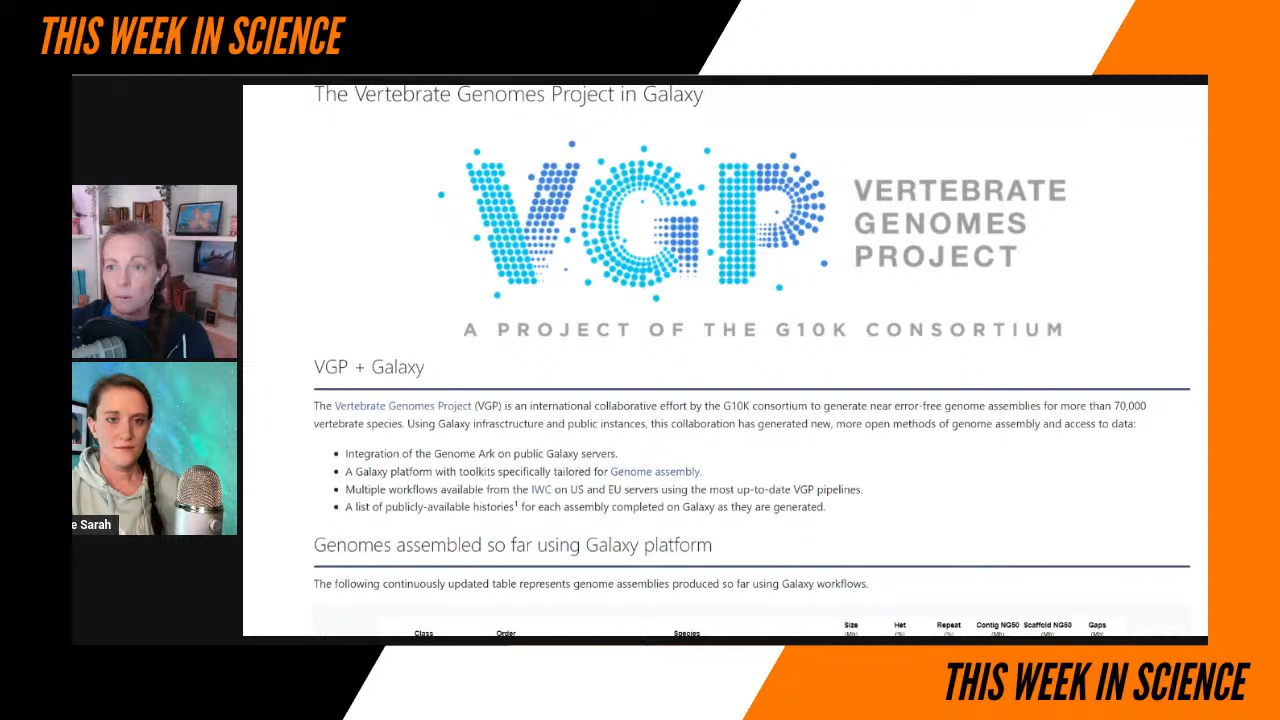 THIS WEEK IN SCIENCE
The Vertebrate Genomes Project in Galaxy
VGP
VERTEBRATE
GENOMES
PROJECT
A PROJECT OF THE G10K CONSORTIUM
VGP + Galaxy
The Vertebrate Genomes Project (VGP) is an international collaborative effort by the G10K consortium to generate near error-free genome assemblies for more than 70,000
vertebrate species. Using Galaxy infrasctructure and public instances, this collaboration has generated new, more open methods of genome assembly and access to data:
• Integration of the Genome Ark on public Galaxy servers.
• A Galaxy platform with toolkits specifically tailored for Genome assembly.
• Multiple workflows available from the IWC on US and EU servers using the most up-to-date VGP pipelines.
• A list of publicly-available histories¹ for each assembly completed on Galaxy as they are generated.
e Sarah
Genomes assembled so far using Galaxy platform
The following continuously updated table represents genome assemblies produced so far using Galaxy workflows.
Class Order Species Size Het Repeat Contig NG50 Scaffold NG50 Gaps
(Mb) (%) (%) (Mb) (Mb) (Mb)
THIS WEEK IN SCIENCE